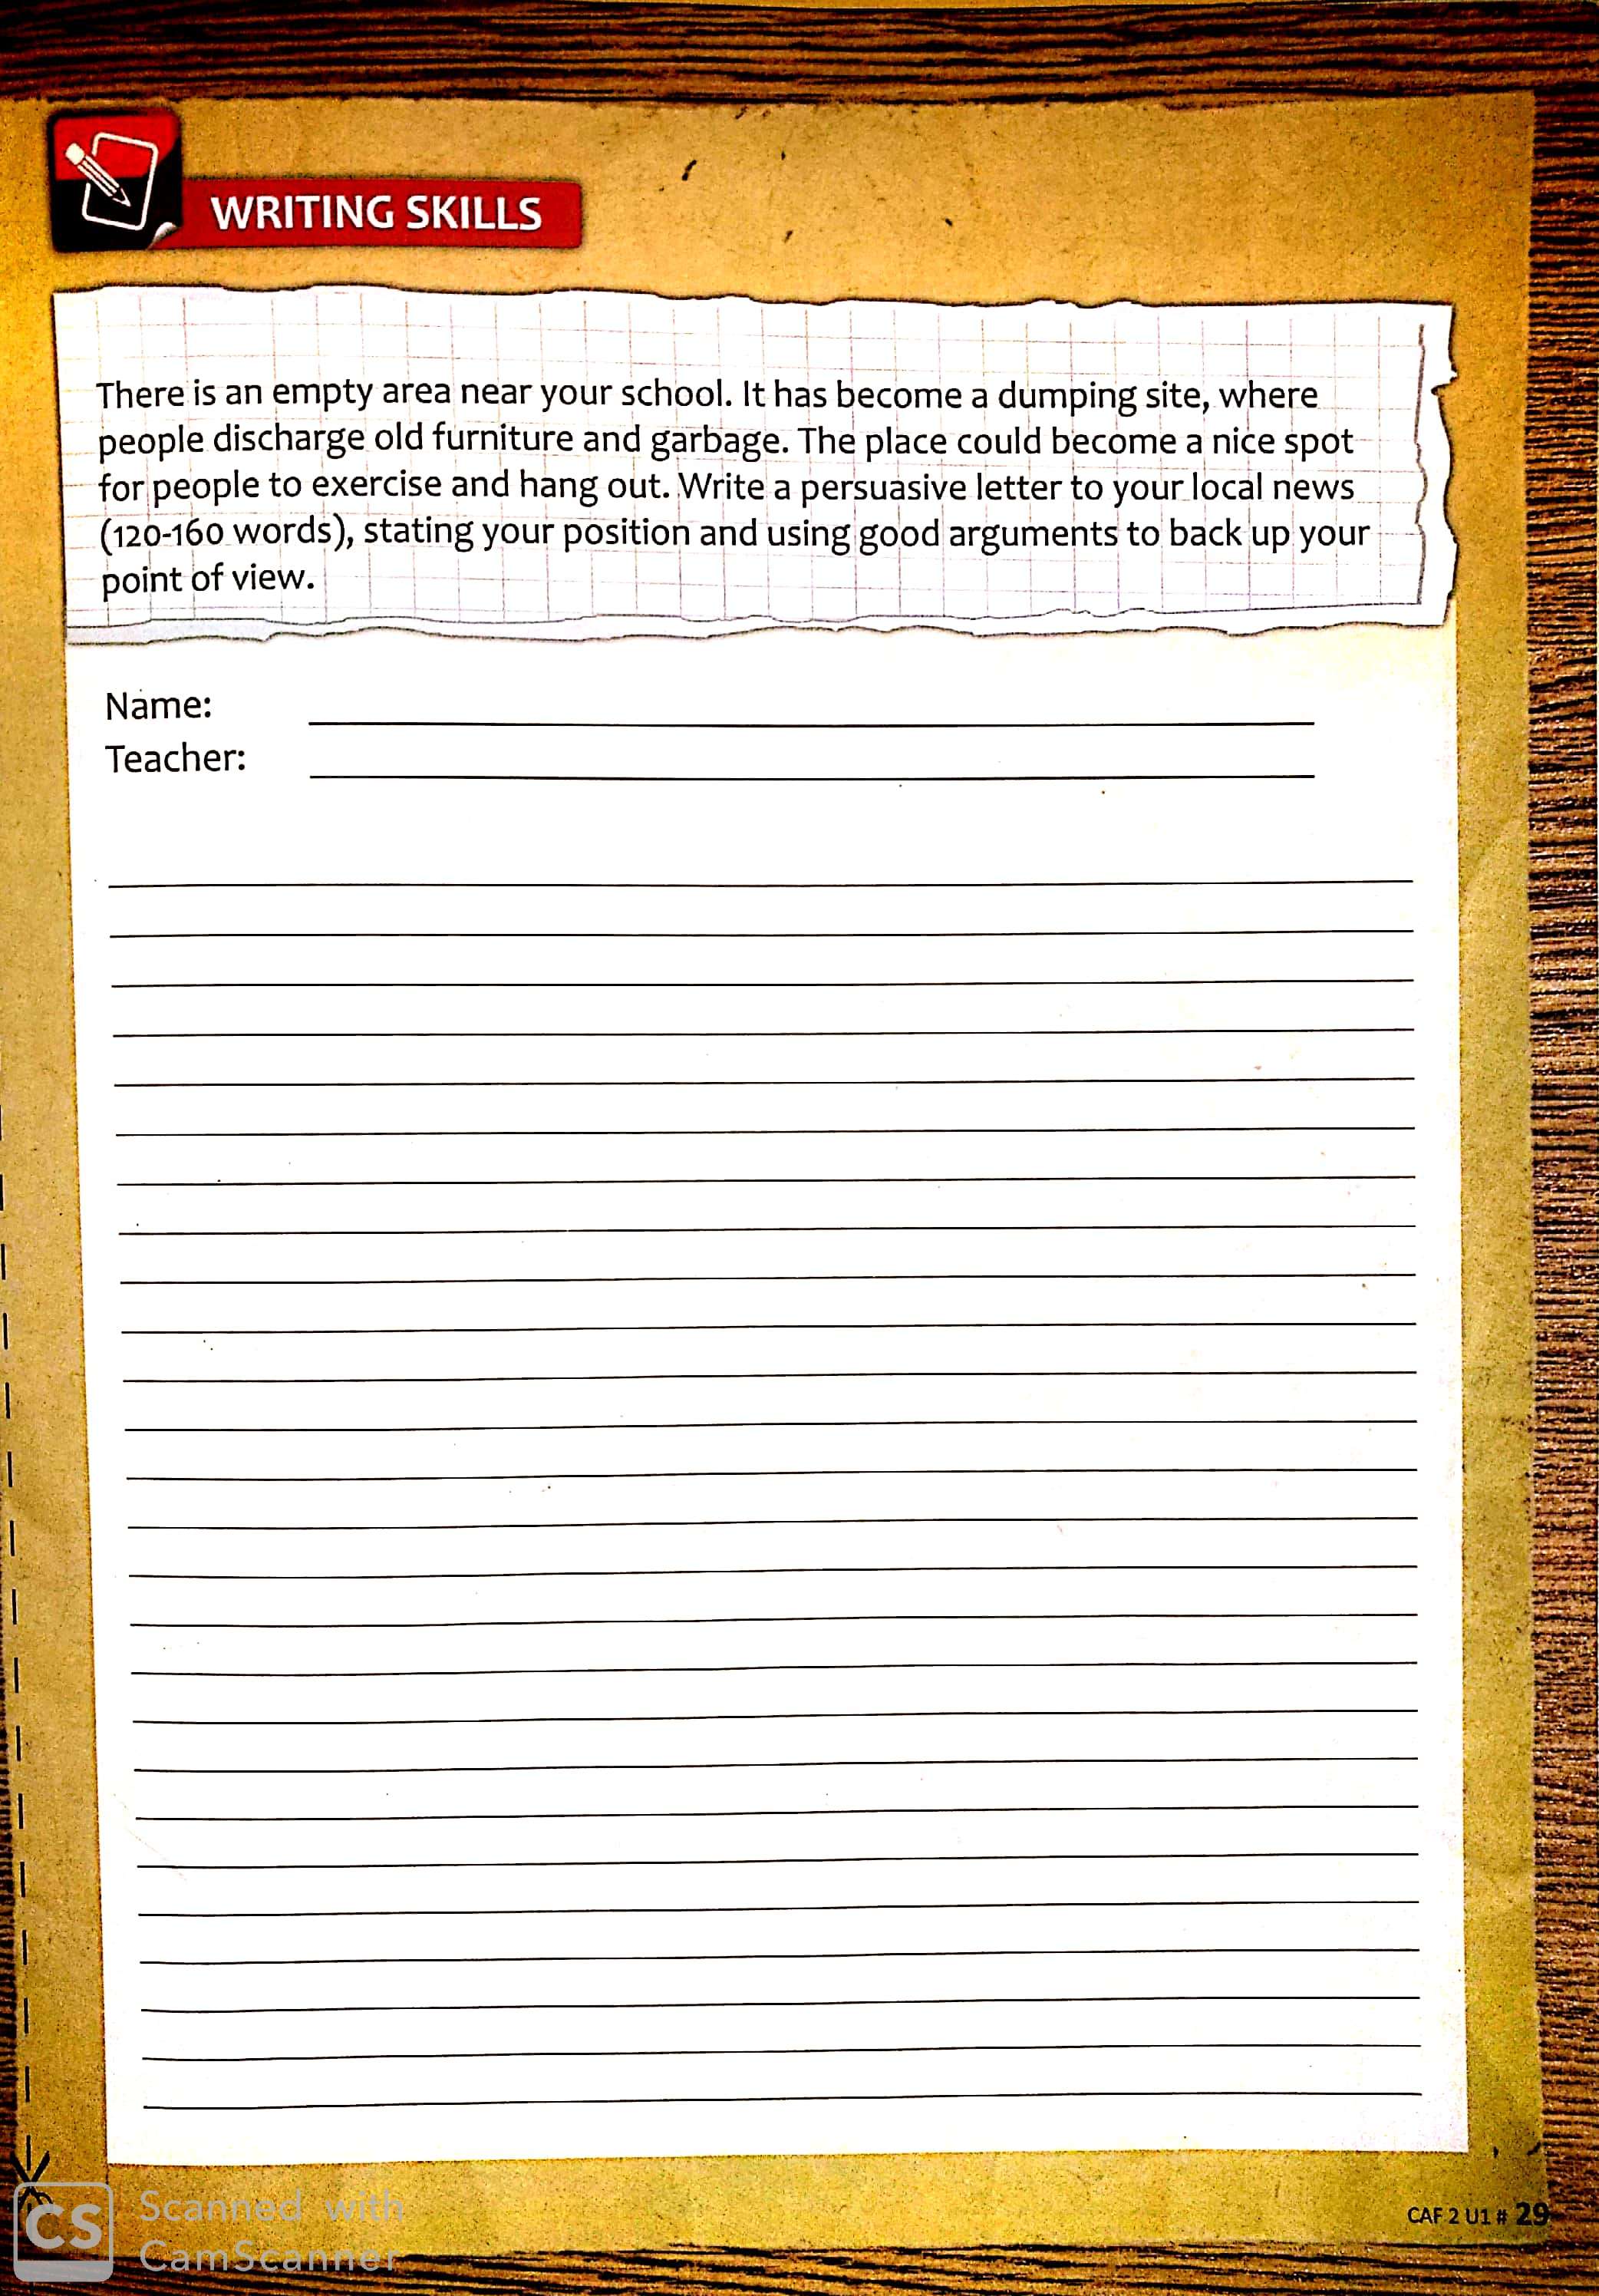 WRITING SKILLS
There is an empty area near your school. It has become a dumping site, where
people discharge old furniture and garbage. The place could become a nice spot
for people to exercise and hang out. Write a persuasive letter to your local news
(120-160 words), stating your position and using good arguments to back up your
point of view.
Name:
Teacher:
CAF 2 U1 # 29
CS Scanned with
CamScanner